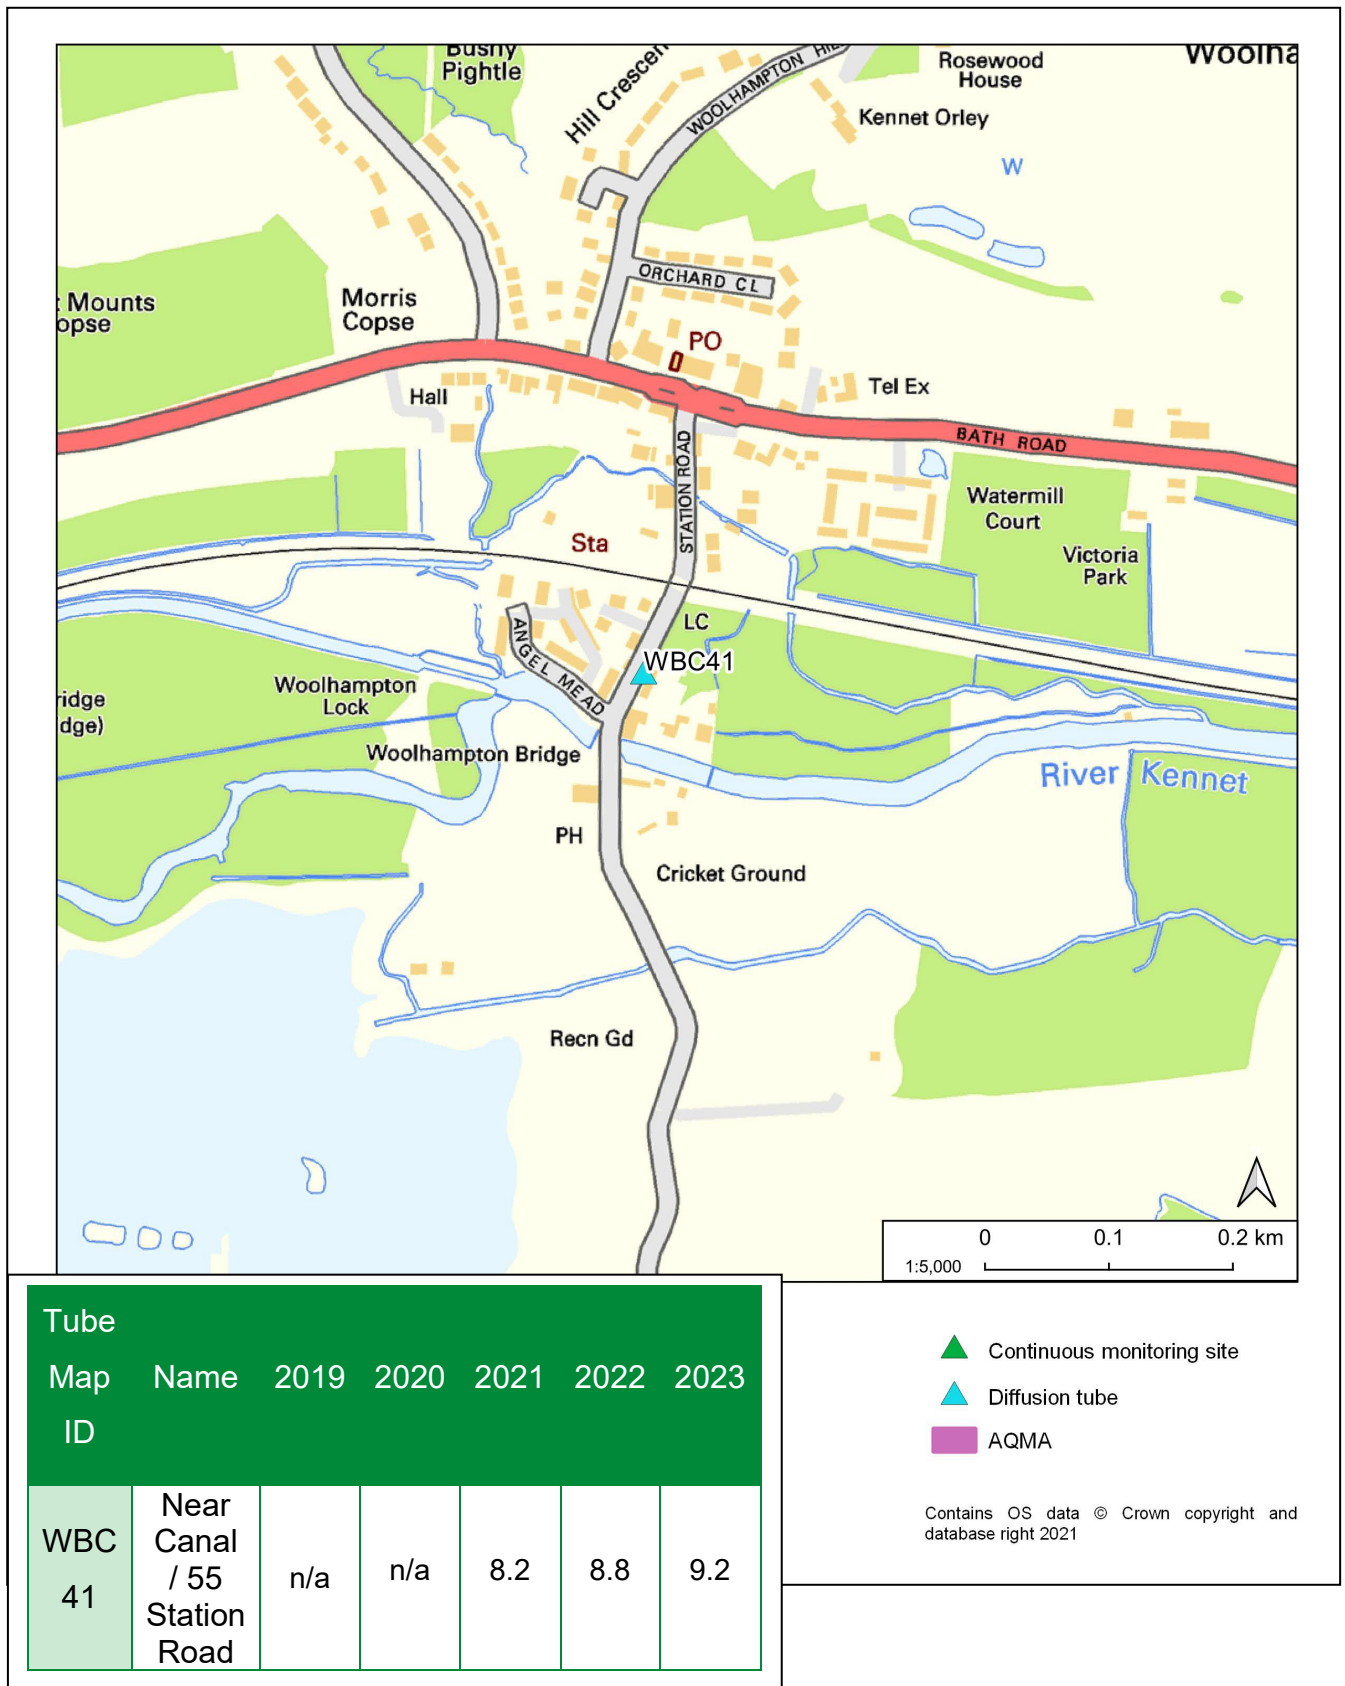 Bushy
Pightle
Hill Crescen
WOOLHAMPTON HIL
Rosewood
House
Woolha
Kennet Orley
W
ORCHARD CL
: Mounts
opse
Morris
Copse
PO
Hall
Tel Ex
BATH ROAD
STATION ROAD
Watermill
Court
Sta
Victoria
Park
LC
ANGEL MEAD
WBC41
Woolhampton
Lock
ridge
dge)
Woolhampton Bridge
River Kennet
PH
Cricket Ground
Recn Gd
0 0.1 0.2 km
1:5,000
Tube
Map
ID
Name 2019 2020 2021 2022 2023
WBC
41
Near
Canal
/ 55
Station
Road
n/a n/a 8.2 8.8 9.2
Continuous monitoring site
Diffusion tube
AQMA
Contains OS data © Crown copyright and
database right 2021